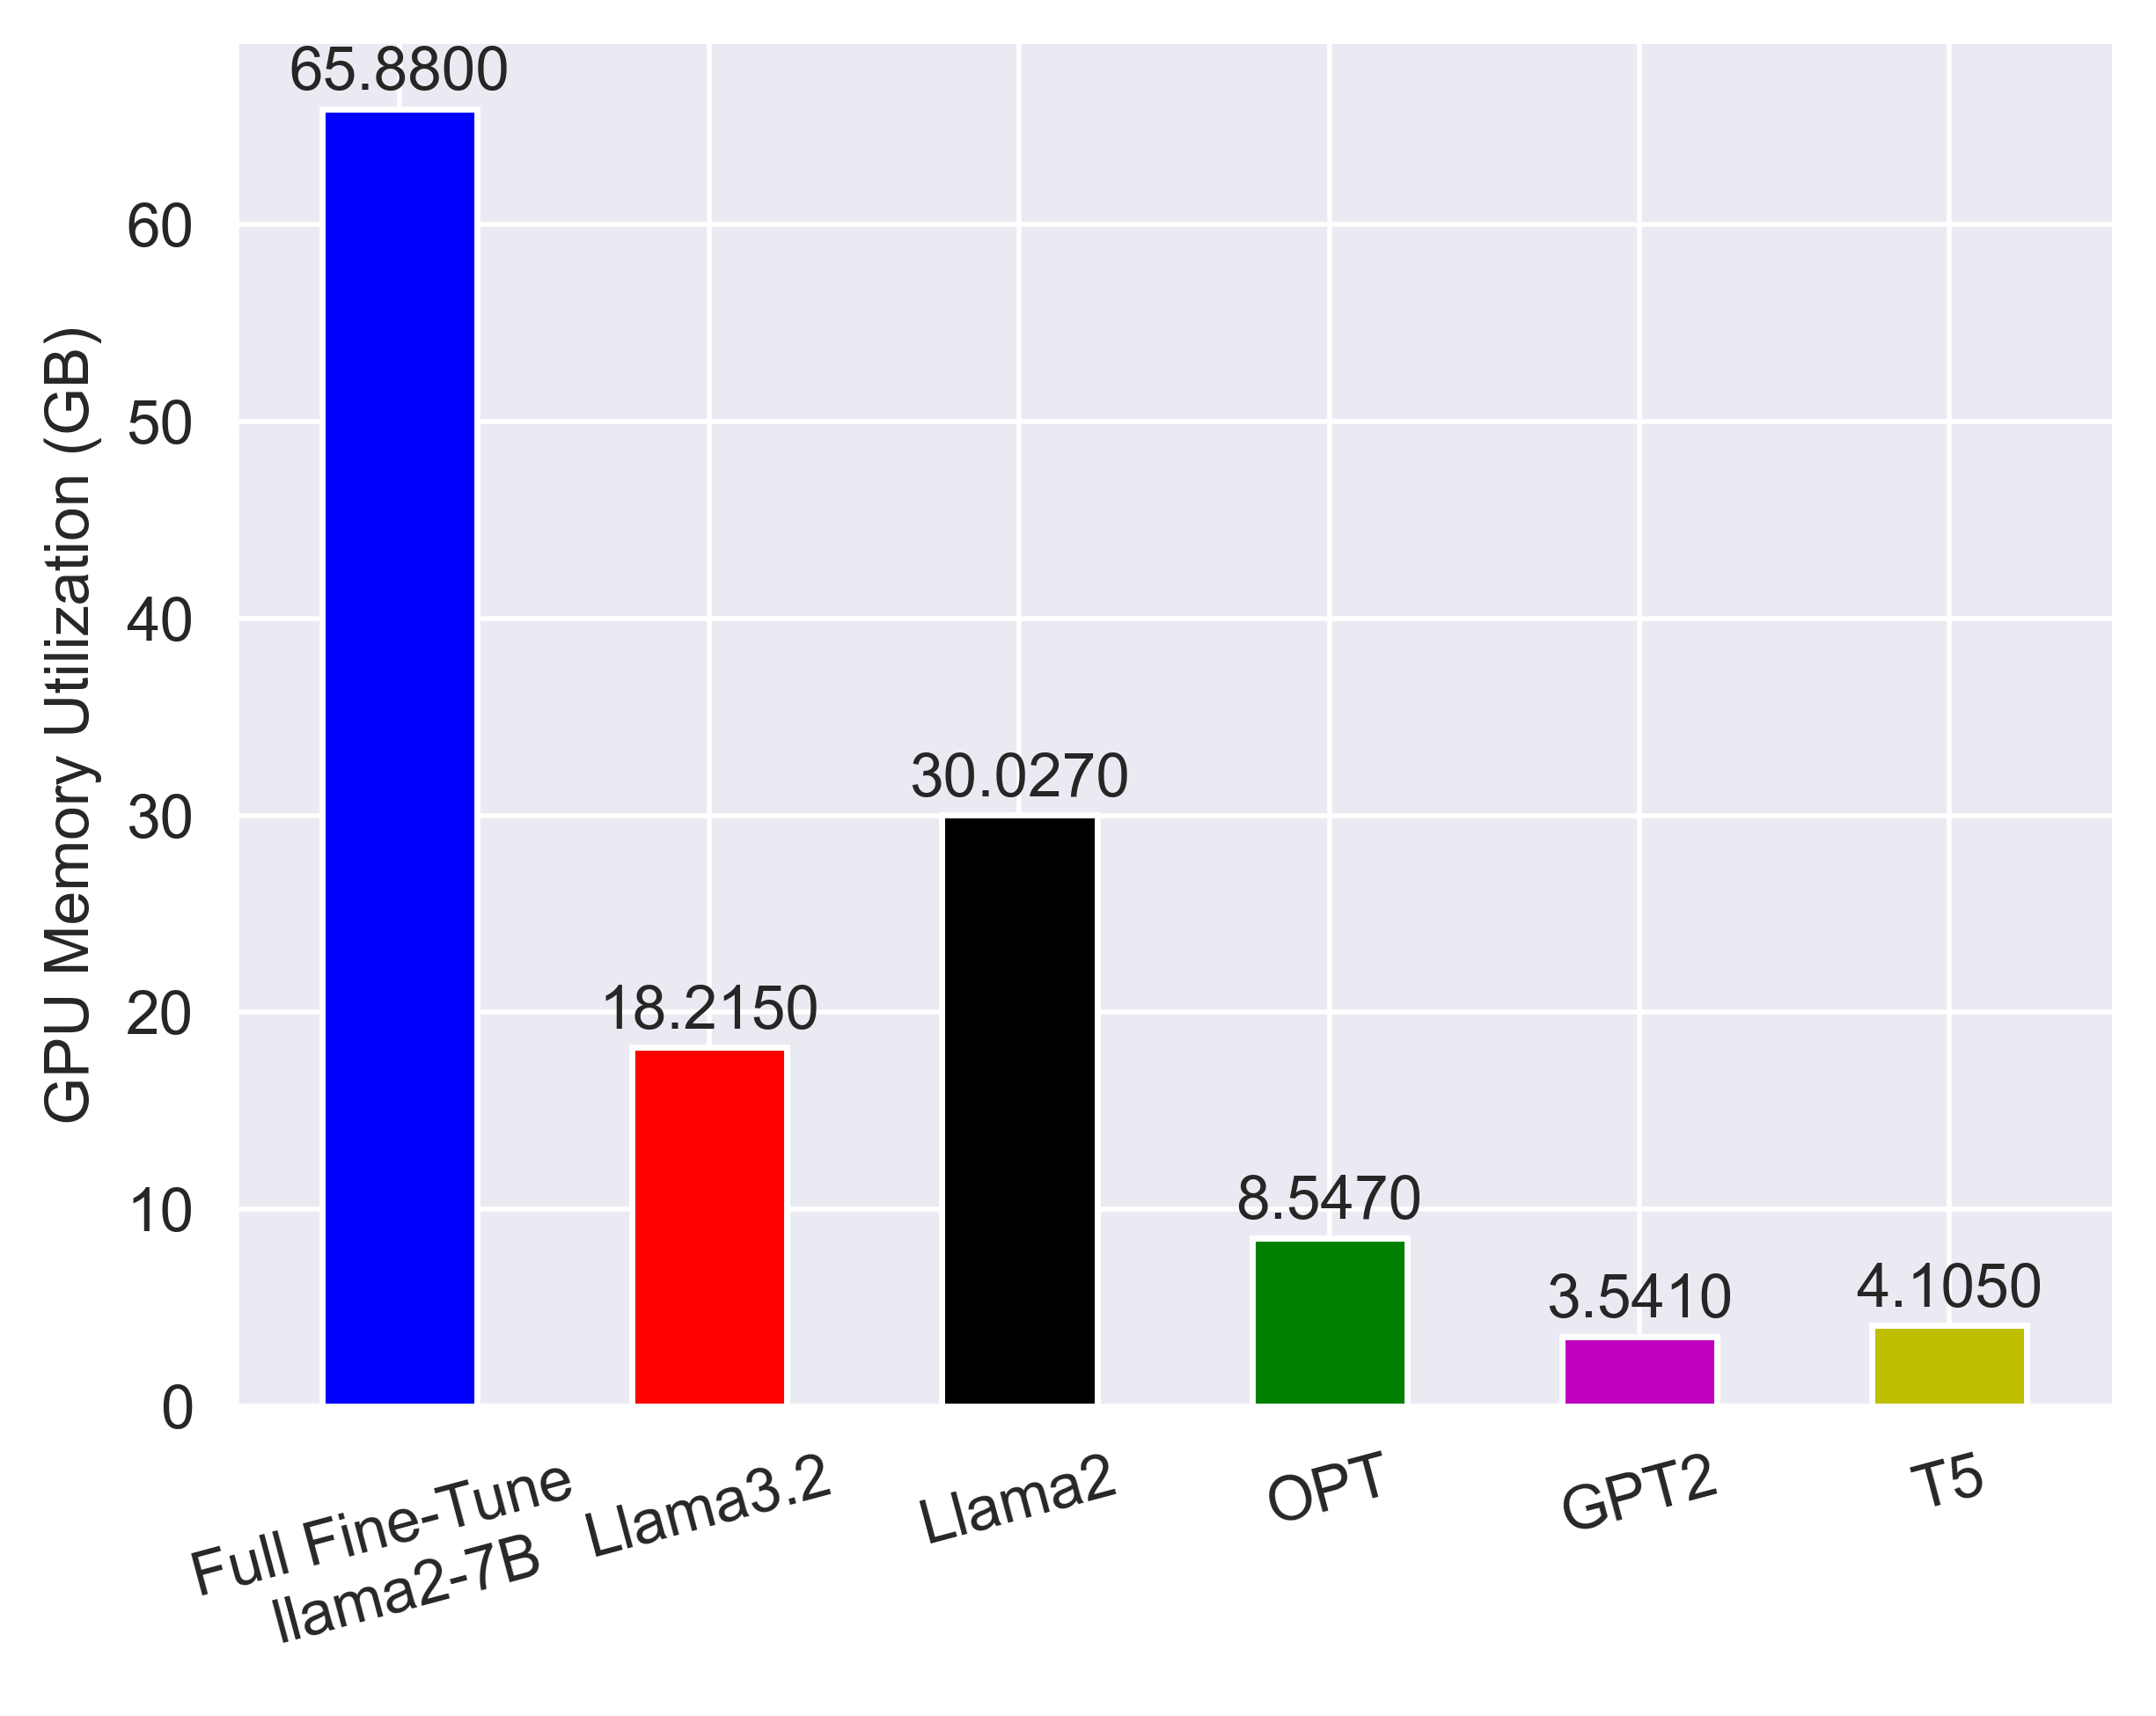 65.8800
60
50
40
30
20
10
0
GPU Memory Utilization (GB)
18.2150
30.0270
8.5470
3.5410
4.1050
Full Fine-Tune
llama2-7B
Llama3.2
Llama2
OPT
GPT2
T5